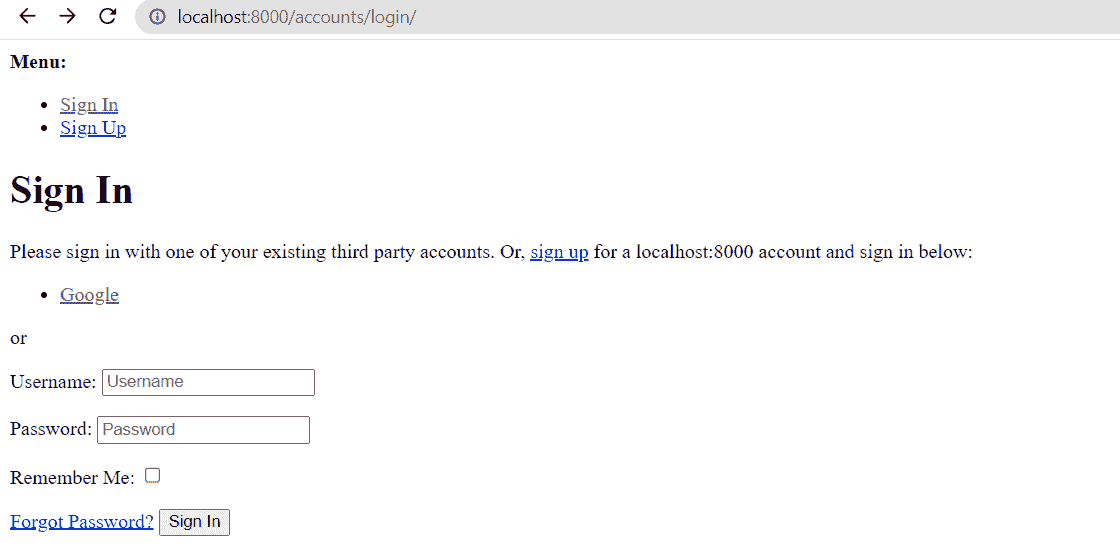 localhost:8000/accounts/login/
Menu:
Sign In
Sign Up
Sign In
Please sign in with one of your existing third party accounts. Or, sign up for a localhost:8000 account and sign in below:
Google
or
Username: Username
Password: Password
Remember Me:
Forgot Password? Sign In